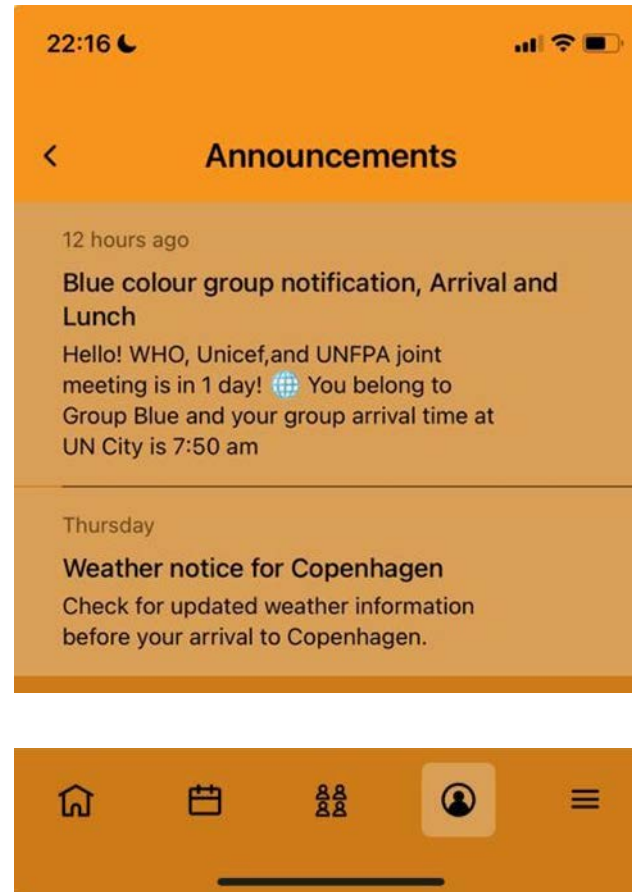 22:16
Announcements
12 hours ago
Blue colour group notification, Arrival and
Lunch
Hello! WHO, Unicef,and UNFPA joint
meeting is in 1 day! 🌐 You belong to
Group Blue and your group arrival time at
UN City is 7:50 am
Thursday
Weather notice for Copenhagen
Check for updated weather information
before your arrival to Copenhagen.